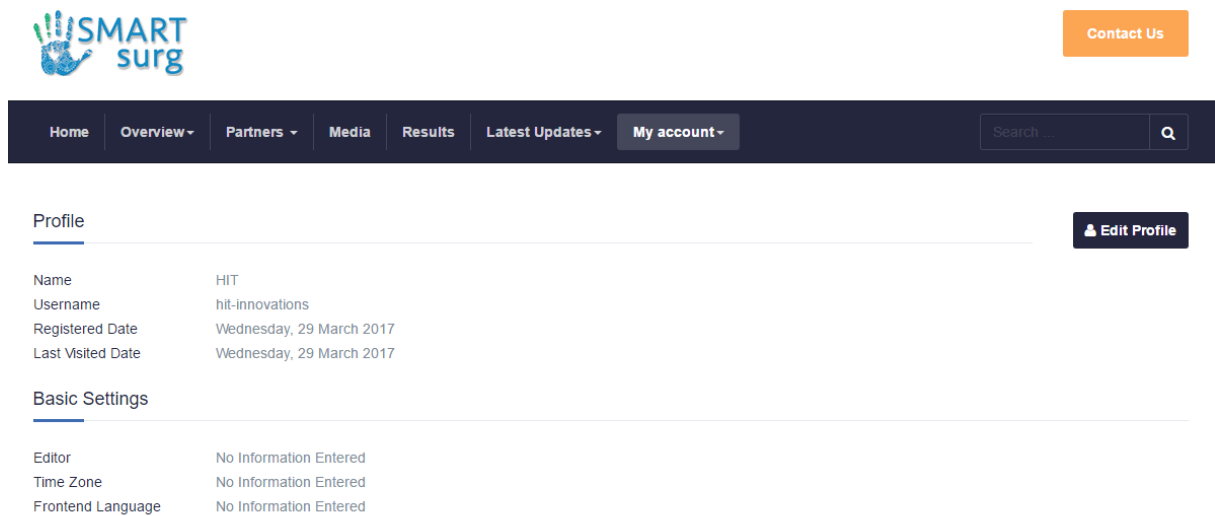 SMART
surg
Contact Us
Home Overview Partners Media Results Latest Updates My account Search ...
Profile
Edit Profile
Name HIT
Username hit-innovations
Registered Date Wednesday, 29 March 2017
Last Visited Date Wednesday, 29 March 2017
Basic Settings
Editor No Information Entered
Time Zone No Information Entered
Frontend Language No Information Entered